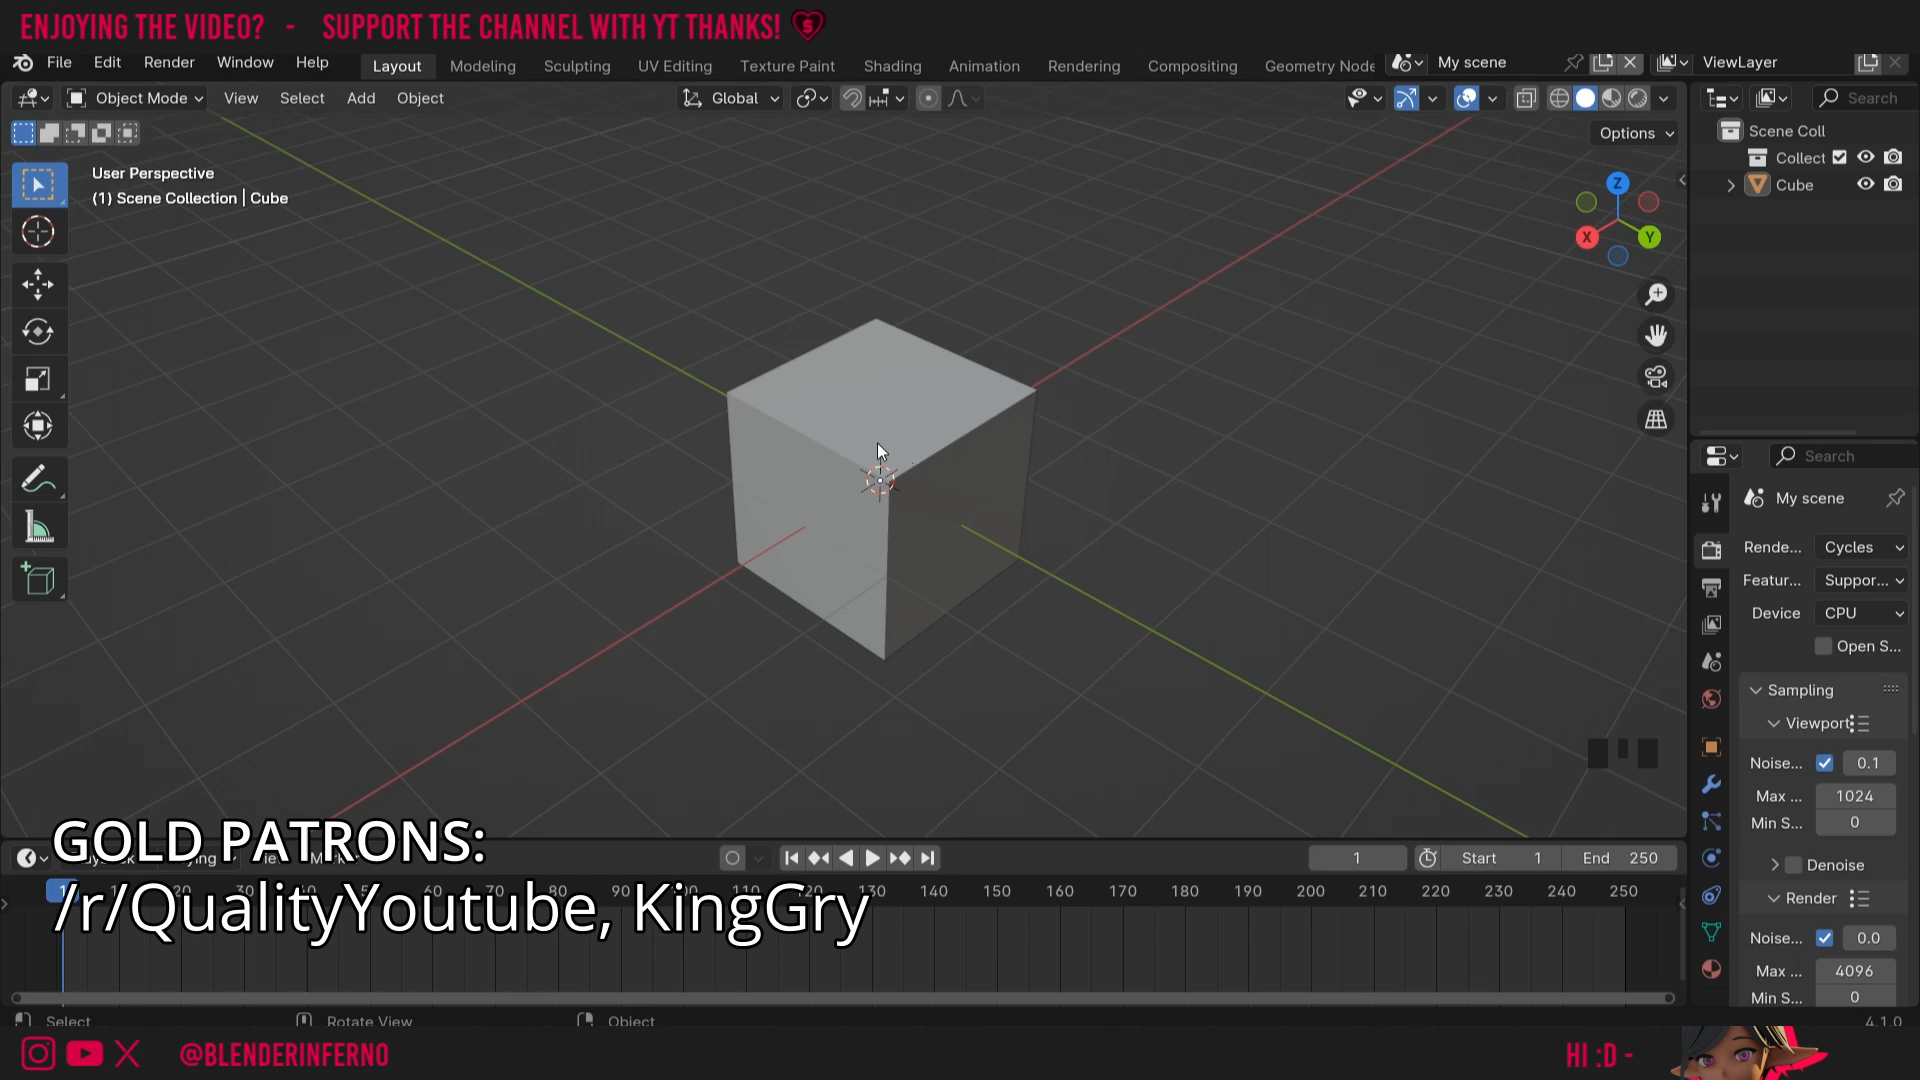 ENJOYING THE VIDEO? - SUPPORT THE CHANNEL WITH YT THANKS!
File Edit Render Window Help Layout Modeling Sculpting UV Editing Texture Paint Shading Animation Rendering Compositing Geometry Node My scene ViewLayer
Object Mode View Select Add Object Global Search
Options
User Perspective
(1) Scene Collection | Cube
Z
X
Y
Scene Coll
Collect
Cube
Search
My scene
Rende... Cycles
Featur... Suppor...
Device CPU
Open S...
Sampling
Viewport
Noise... 0.1
Max ... 1024
Min S... 0
Denoise
Render
Noise... 0.0
Max ... 4096
Min S... 0
GOLD PATRONS:
/r/QualityYoutube, KingGry
1 Start 1 End 250
90 130 140 150 160 170 180 190 200 210 220 230 240 250
Select Rotate View Object 4.1.0
@BLENDERINFERNO
HI :D -